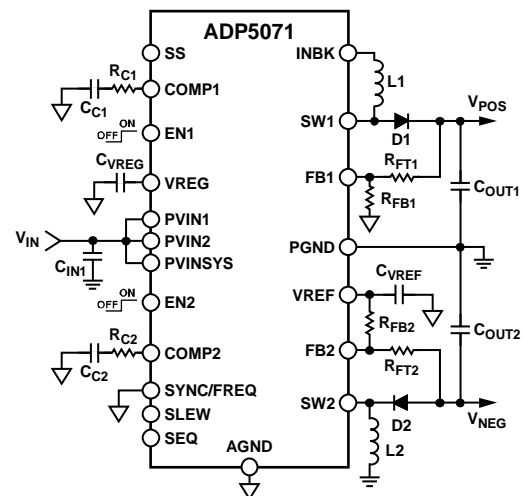 ADP5071
SS
INBK
RC1
CC1
COMP1
L1
ON
OFF
EN1
SW1
VPOS
D1
CVREG
VREG
FB1
RFT1
RFB1
COUT1
PVIN1
VIN
PVIN2
PGND
CIN1
PVINSYS
CVREF
ON
OFF
EN2
VREF
RFB2
RC2
CC2
COMP2
FB2
RFT2
COUT2
SYNC/FREQ
SW2
SLEW
D2
VNEG
SEQ
AGND
L2